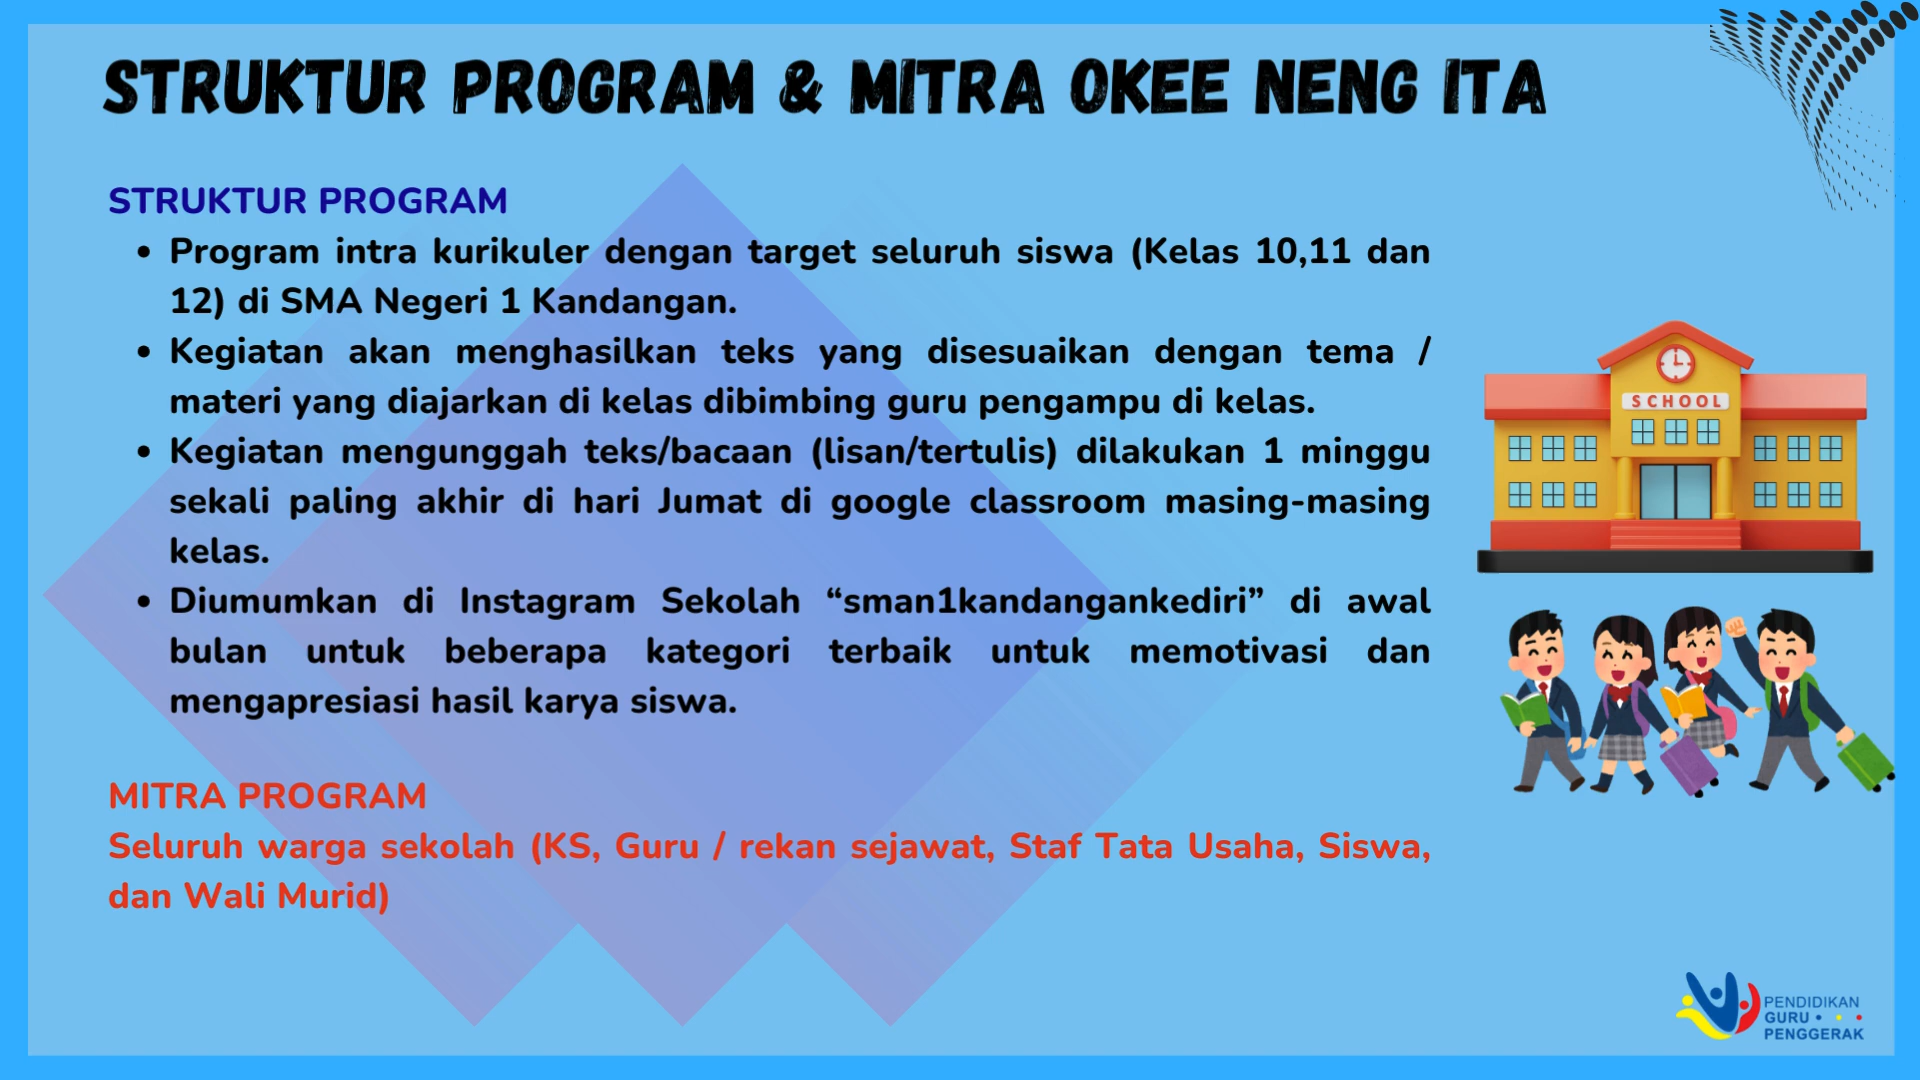 STRUKTUR PROGRAM & MITRA OKEE NENG ITA
STRUKTUR PROGRAM
• Program intra kurikuler dengan target seluruh siswa (Kelas 10,11 dan
12) di SMA Negeri 1 Kandangan.
• Kegiatan akan menghasilkan teks yang disesuaikan dengan tema /
materi yang diajarkan di kelas dibimbing guru pengampu di kelas.
• Kegiatan mengunggah teks/bacaan (lisan/tertulis) dilakukan 1 minggu
sekali paling akhir di hari Jumat di google classroom masing-masing
kelas.
• Diumumkan di Instagram Sekolah “sman1kandangankediri” di awal
bulan untuk beberapa kategori terbaik untuk memotivasi dan
mengapresiasi hasil karya siswa.
MITRA PROGRAM
Seluruh warga sekolah (KS, Guru / rekan sejawat, Staf Tata Usaha, Siswa,
dan Wali Murid)
SCHOOL
PENDIDIKAN
GURU
PENGGERAK